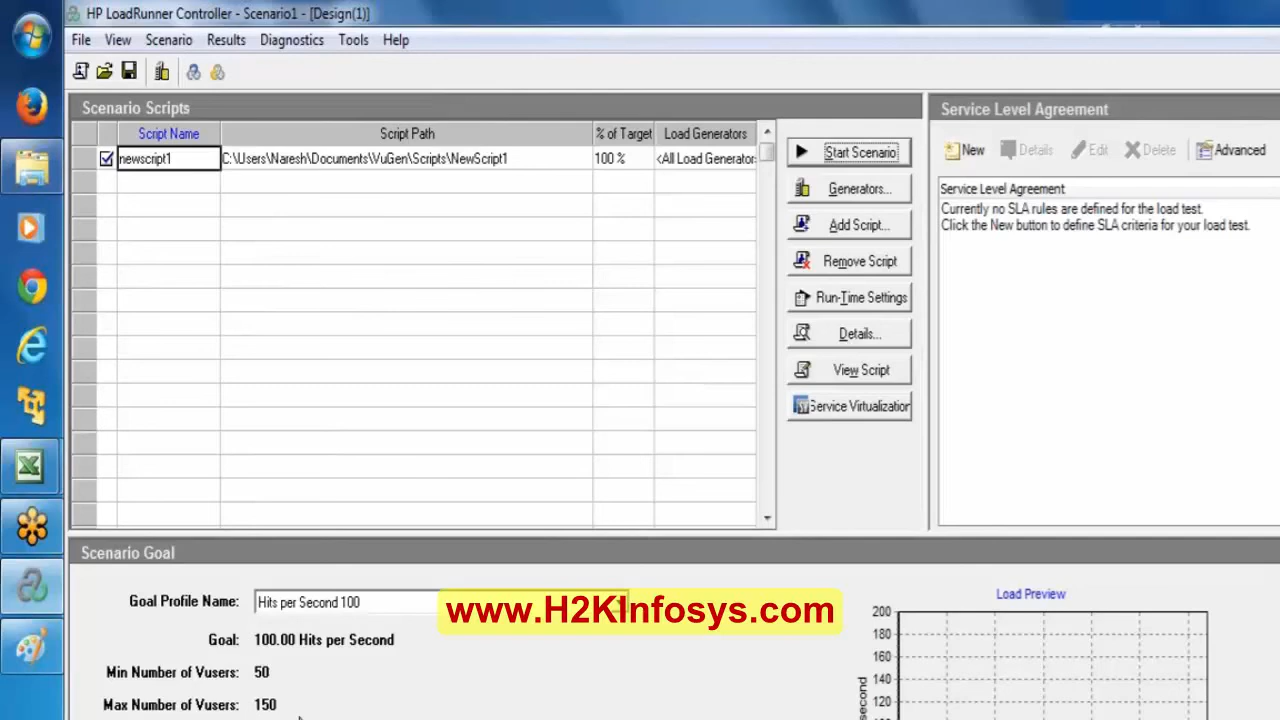 HP LoadRunner Controller - Scenario1 - [Design(1)]
File View Scenario Results Diagnostics Tools Help
Scenario Scripts
Script Name Script Path % of Target Load Generators
newscript1 C:\Users\Naresh\Documents\VuGen\Scripts\NewScript1 100 % <All Load Generator
Start Scenario
Generators...
Add Script...
Remove Script
Run-Time Settings
Details...
View Script
Service Virtualization
Service Level Agreement
New Details Edit Delete Advanced
Service Level Agreement
Currently no SLA rules are defined for the load test.
Click the New button to define SLA criteria for your load test.
Scenario Goal
Goal Profile Name: Hits per Second 100
www.H2KInfosys.com
Goal: 100.00 Hits per Second
Min Number of Vusers: 50
Max Number of Vusers: 150
Load Preview
200
180
160
140
120
second